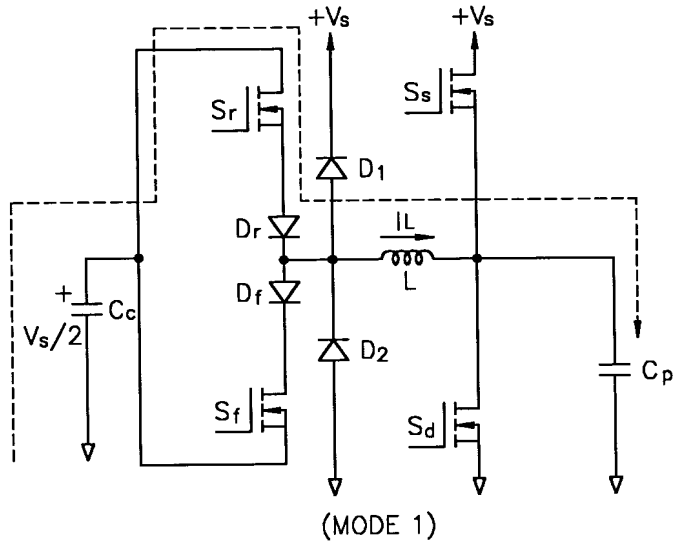 +Vs
+Vs
Sr
Ss
D1
Dr
IL
L
Df
+
Cc
Vs/2
D2
Cp
Sf
Sd
(MODE 1)